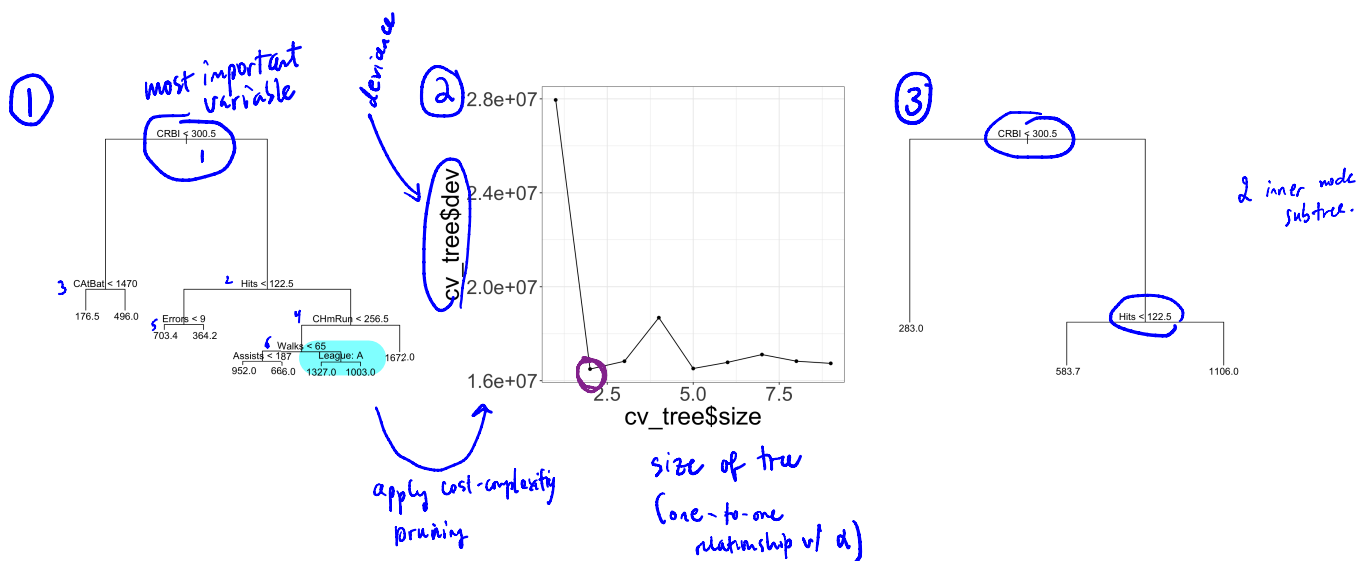 1
most important
variable
CRBI < 300.5
1
3
CAtBat < 1470
176.5
496.0
2
Hits < 122.5
5
Errors < 9
703.4
364.2
4
CHmRun < 256.5
6
Walks < 65
Assists < 187
952.0
666.0
League: A
1327.0
1003.0
1672.0
apply cost-complexity
pruning
deviance
2
2.8e+07
2.4e+07
2.0e+07
1.6e+07
cv_tree$dev
2.5
5.0
7.5
cv_tree$size
size of tree
(one-to-one
relationship w/ α)
3
CRBI < 300.5
283.0
Hits < 122.5
583.7
1106.0
2 inner node
subtree.